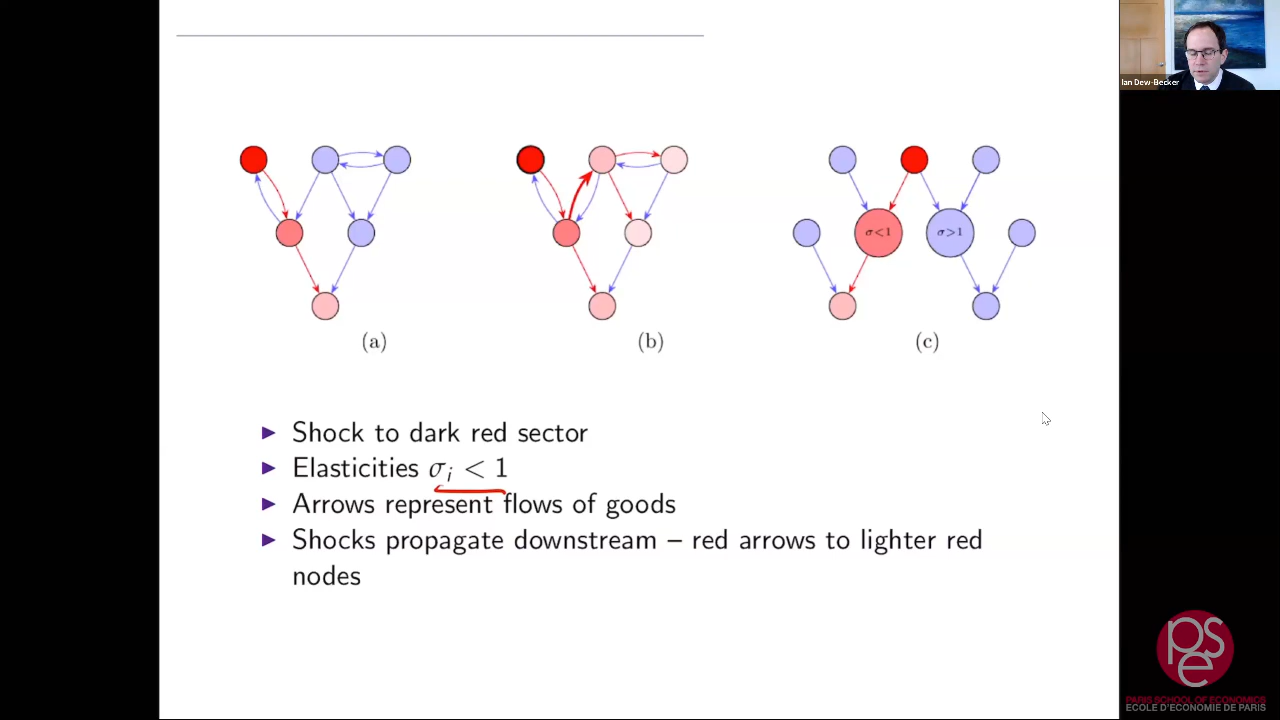 Ian Dew-Becker
σ<1
σ>1
(a)
(b)
(c)
▶ Shock to dark red sector
▶ Elasticities σᵢ < 1
▶ Arrows represent flows of goods
▶ Shocks propagate downstream – red arrows to lighter red
nodes
pse
PARIS SCHOOL OF ECONOMICS
ECOLE D'ECONOMIE DE PARIS